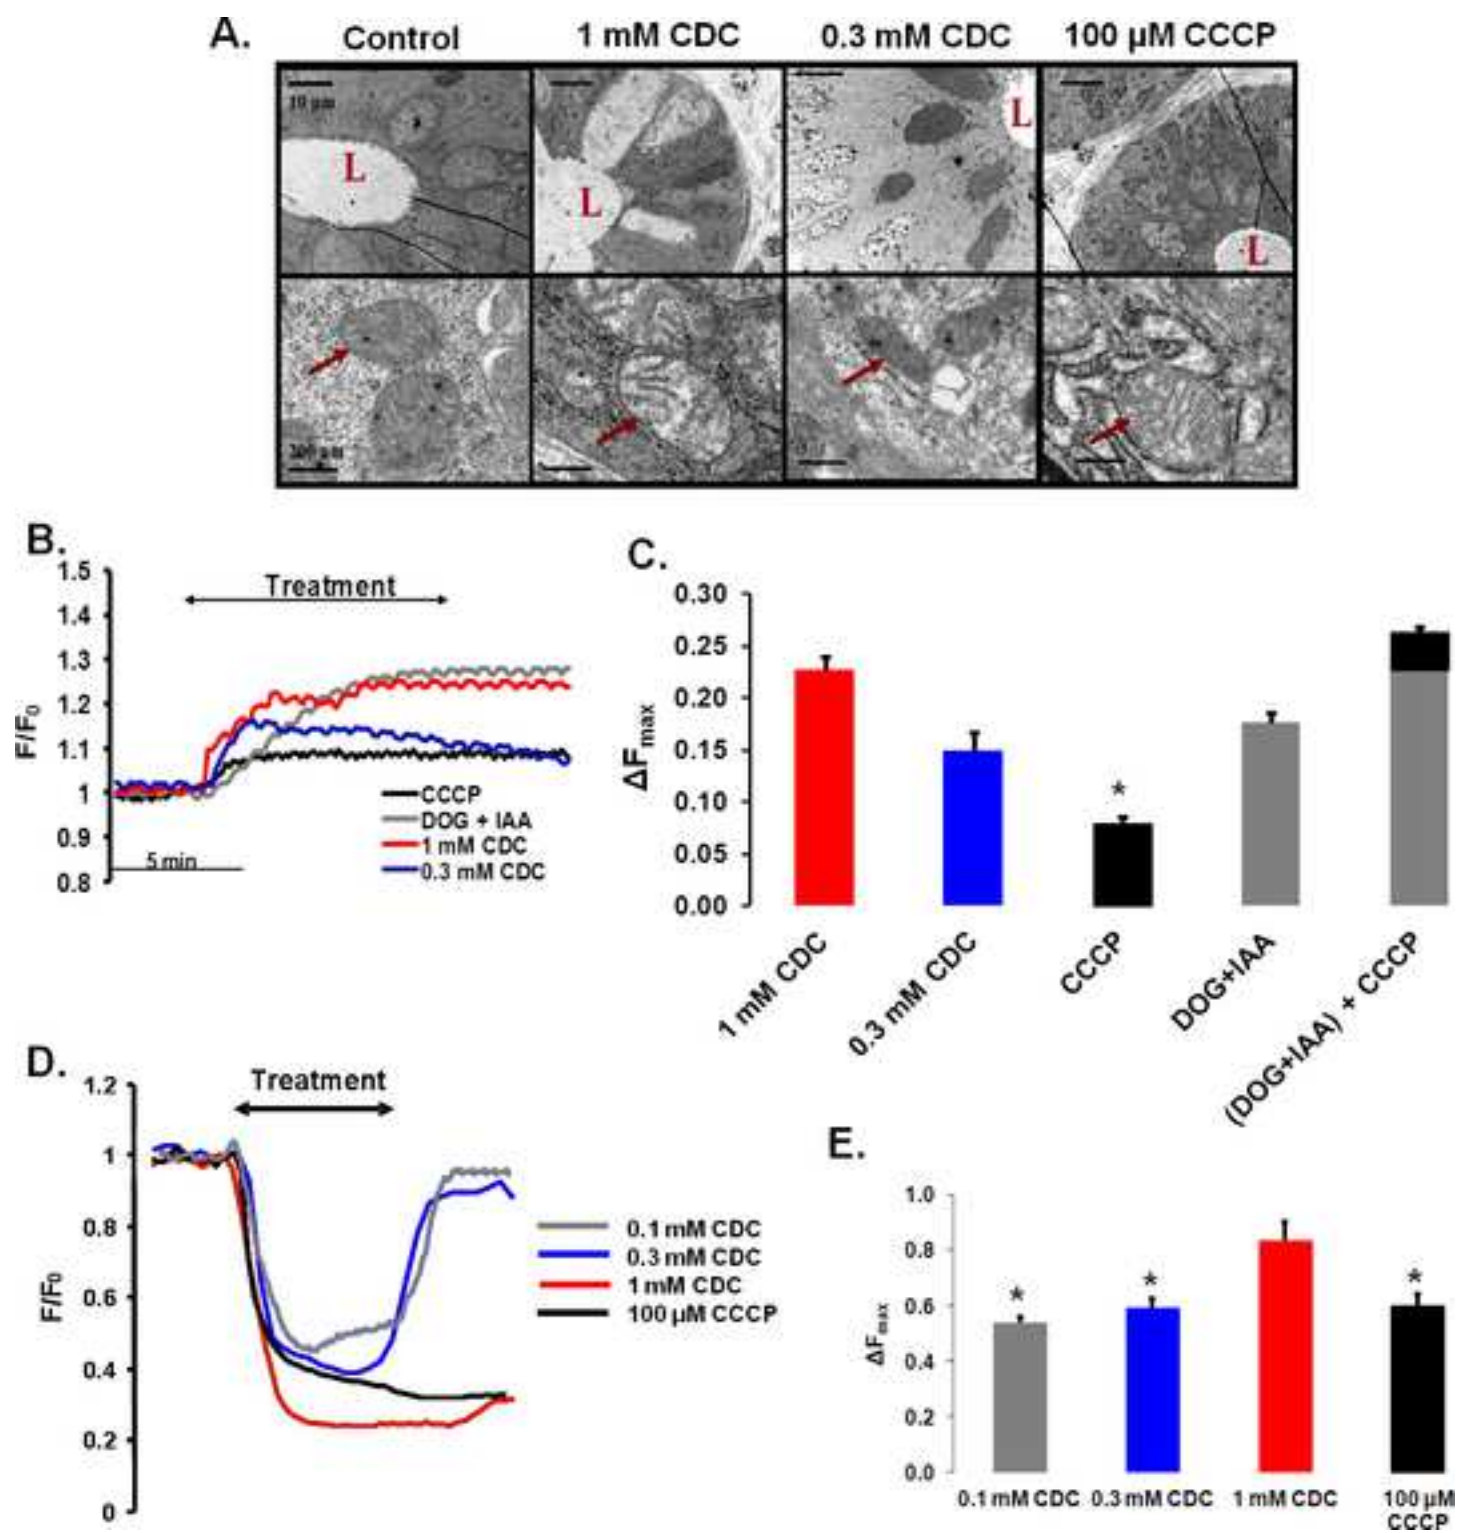 A.
Control 1 mM CDC 0.3 mM CDC 100 µM CCCP
10 µm
L L L L
200 µm
B.
1.5
1.4
1.3
1.2
1.1
1
0.9
0.8
F/F0
Treatment
CCCP
DOG + IAA
1 mM CDC
0.3 mM CDC
5 min
C.
0.30
0.25
0.20
0.15
0.10
0.05
0.00
ΔFmax
*
1 mM CDC
0.3 mM CDC
CCCP
DOG+IAA
(DOG+IAA) + CCCP
D.
1.2
1
0.8
0.6
0.4
0.2
0
F/F0
Treatment
0.1 mM CDC
0.3 mM CDC
1 mM CDC
100 µM CCCP
E.
1.0
0.8
0.6
0.4
0.2
0.0
ΔFmax
* * *
0.1 mM CDC 0.3 mM CDC 1 mM CDC 100 µM
CCCP